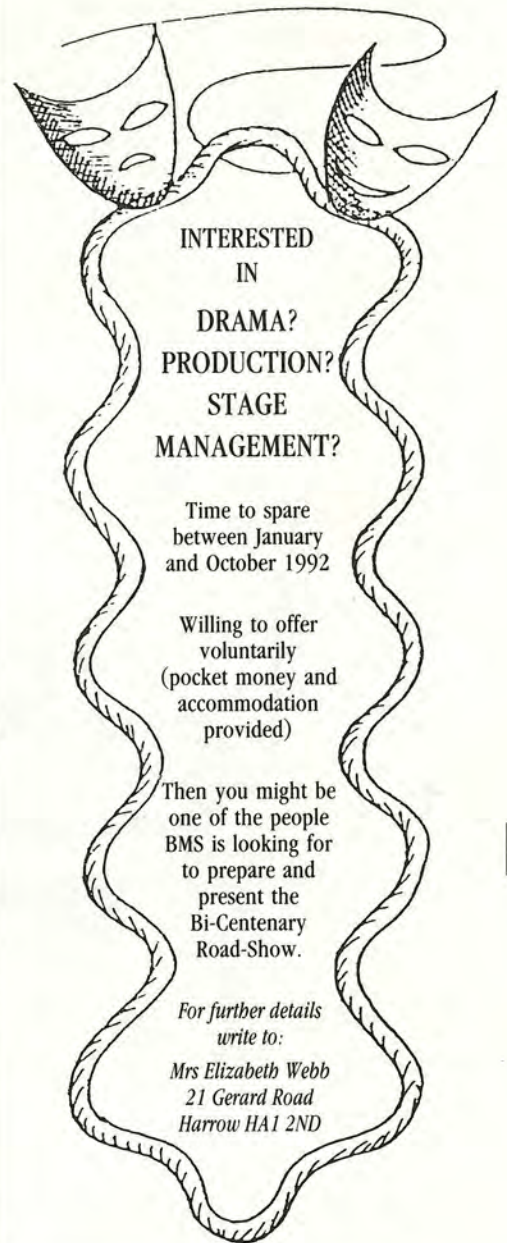 INTERESTED
IN
DRAMA?
PRODUCTION?
STAGE
MANAGEMENT?
Time to spare
between January
and October 1992
Willing to offer
voluntarily
(pocket money and
accommodation
provided)
Then you might be
one of the people
BMS is looking for
to prepare and
present the
Bi-Centenary
Road-Show.
For further details
write to:
Mrs Elizabeth Webb
21 Gerard Road
Harrow HA1 2ND